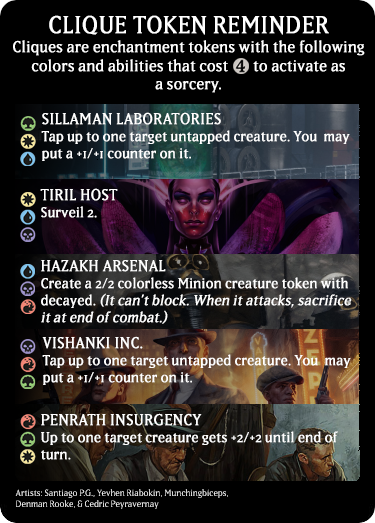 CLIQUE TOKEN REMINDER
Cliques are enchantment tokens with the following
colors and abilities that cost 4 to activate as
a sorcery.
SILLAMAN LABORATORIES
Tap up to one target untapped creature. You may
put a +1/+1 counter on it.
TIRIL HOST
Surveil 2.
HAZAKH ARSENAL
Create a 2/2 colorless Minion creature token with
decayed. (It can't block. When it attacks, sacrifice
it at end of combat.)
VISHANKI INC.
Tap up to one target untapped creature. You may
put a +1/+1 counter on it.
PENRATH INSURGENCY
Up to one target creature gets +2/+2 until end of
turn.
Artists: Santiago P.G., Yevhen Riabokin, Munchingbiceps,
Denman Rooke, & Cedric Peyravernay